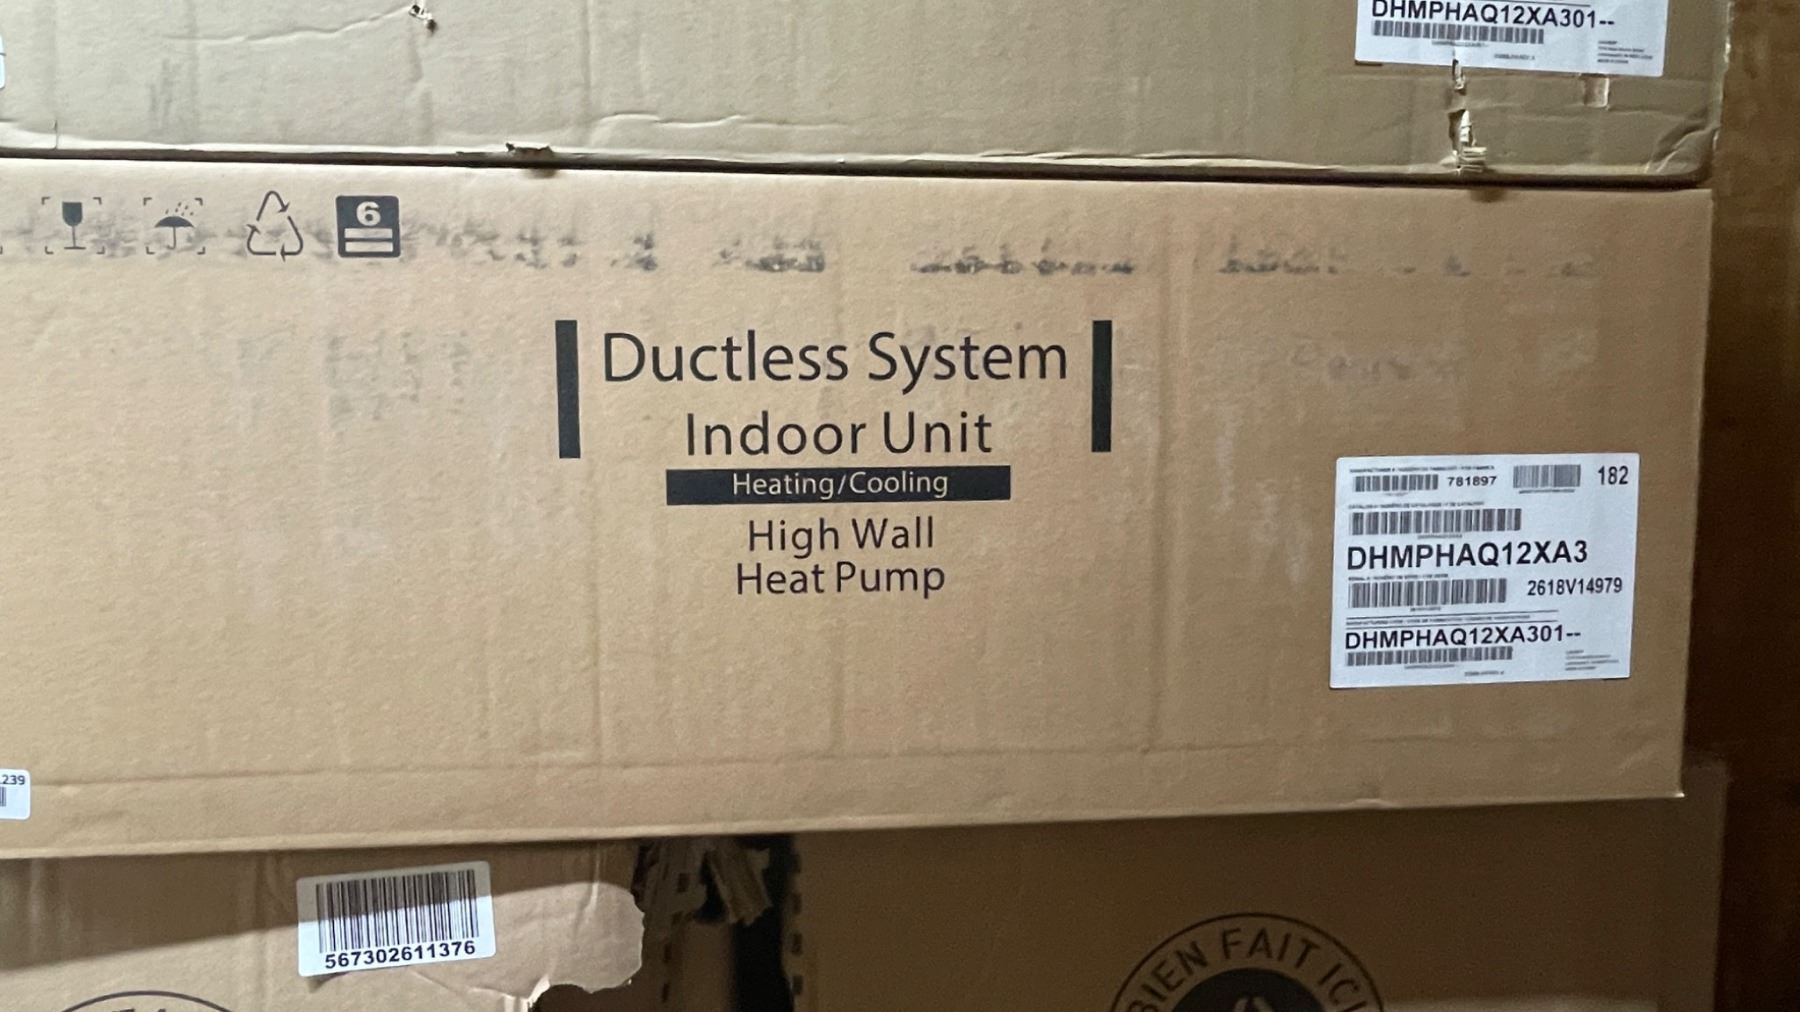 DHMPHAQ12XA301--
6
Ductless System
Indoor Unit
Heating/Cooling
High Wall
Heat Pump
781897
182
DHMPHAQ12XA3
2618V14979
DHMPHAQ12XA301--
239
567302611376
BIEN FAIT ICI